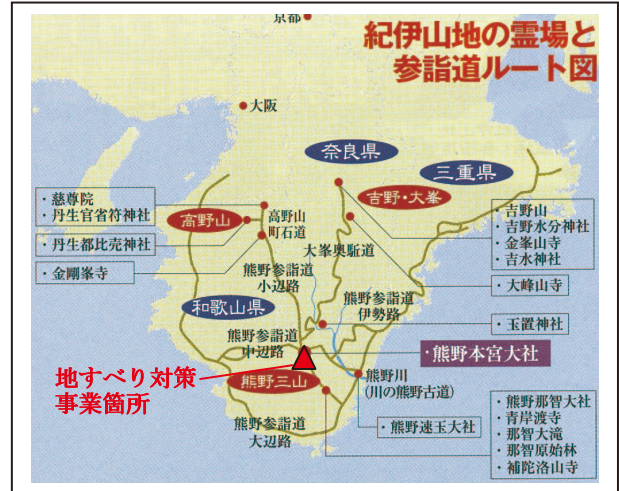 京都
紀伊山地の霊場と
参詣道ルート図
大阪
奈良県
三重県
吉野・大峯
・慈尊院
・丹生官省符神社
高野山
高野山
町石道
・吉野山
・吉野水分神社
・金峯山寺
・吉水神社
・丹生都比売神社
大峯奥駈道
・金剛峯寺
熊野参詣道
小辺路
・大峰山寺
和歌山県
熊野参詣道
伊勢路
・玉置神社
熊野参詣道
中辺路
・熊野本宮大社
地すべり対策
事業箇所
熊野三山
熊野川
(川の熊野古道)
・熊野那智大社
・青岸渡寺
・那智大滝
・那智原始林
・補陀洛山寺
熊野参詣道
大辺路
・熊野速玉大社